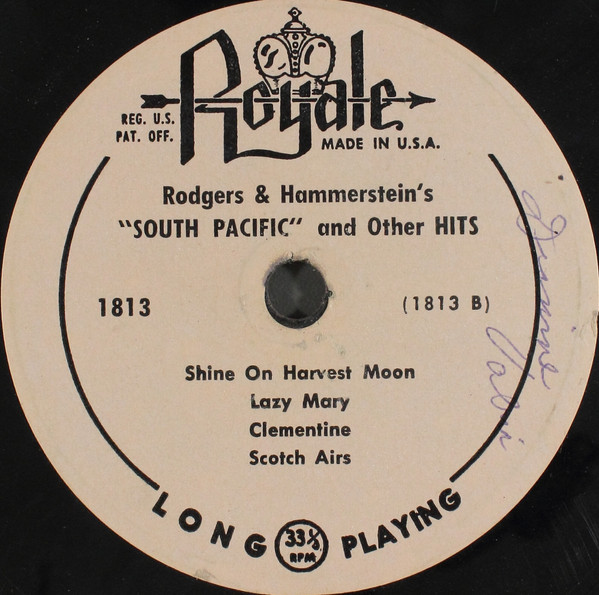 Royale
REG. U.S.
PAT. OFF.
MADE IN U.S.A.
Rodgers & Hammerstein's
"SOUTH PACIFIC" and Other HITS
1813
(1813 B)
Shine On Harvest Moon
Lazy Mary
Clementine
Scotch Airs
LONG PLAYING
33⅓
RPM